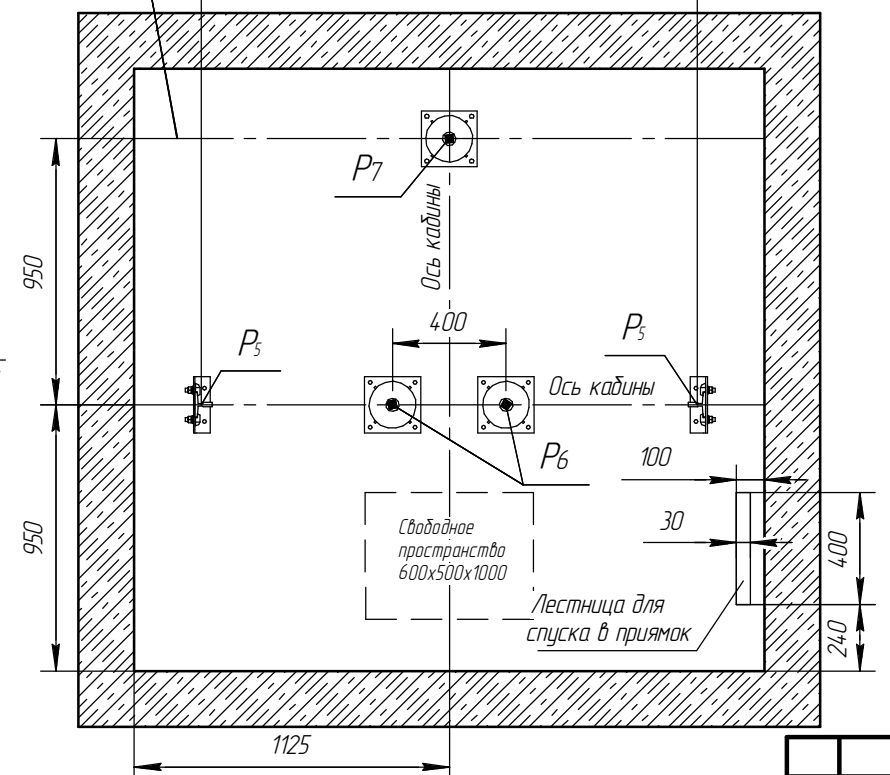 P7
Ось кабины
950
400
P5
P5
Ось кабины
P6
100
950
Свободное
пространство
600х500х1000
30
400
Лестница для
спуска в приямок
240
1125